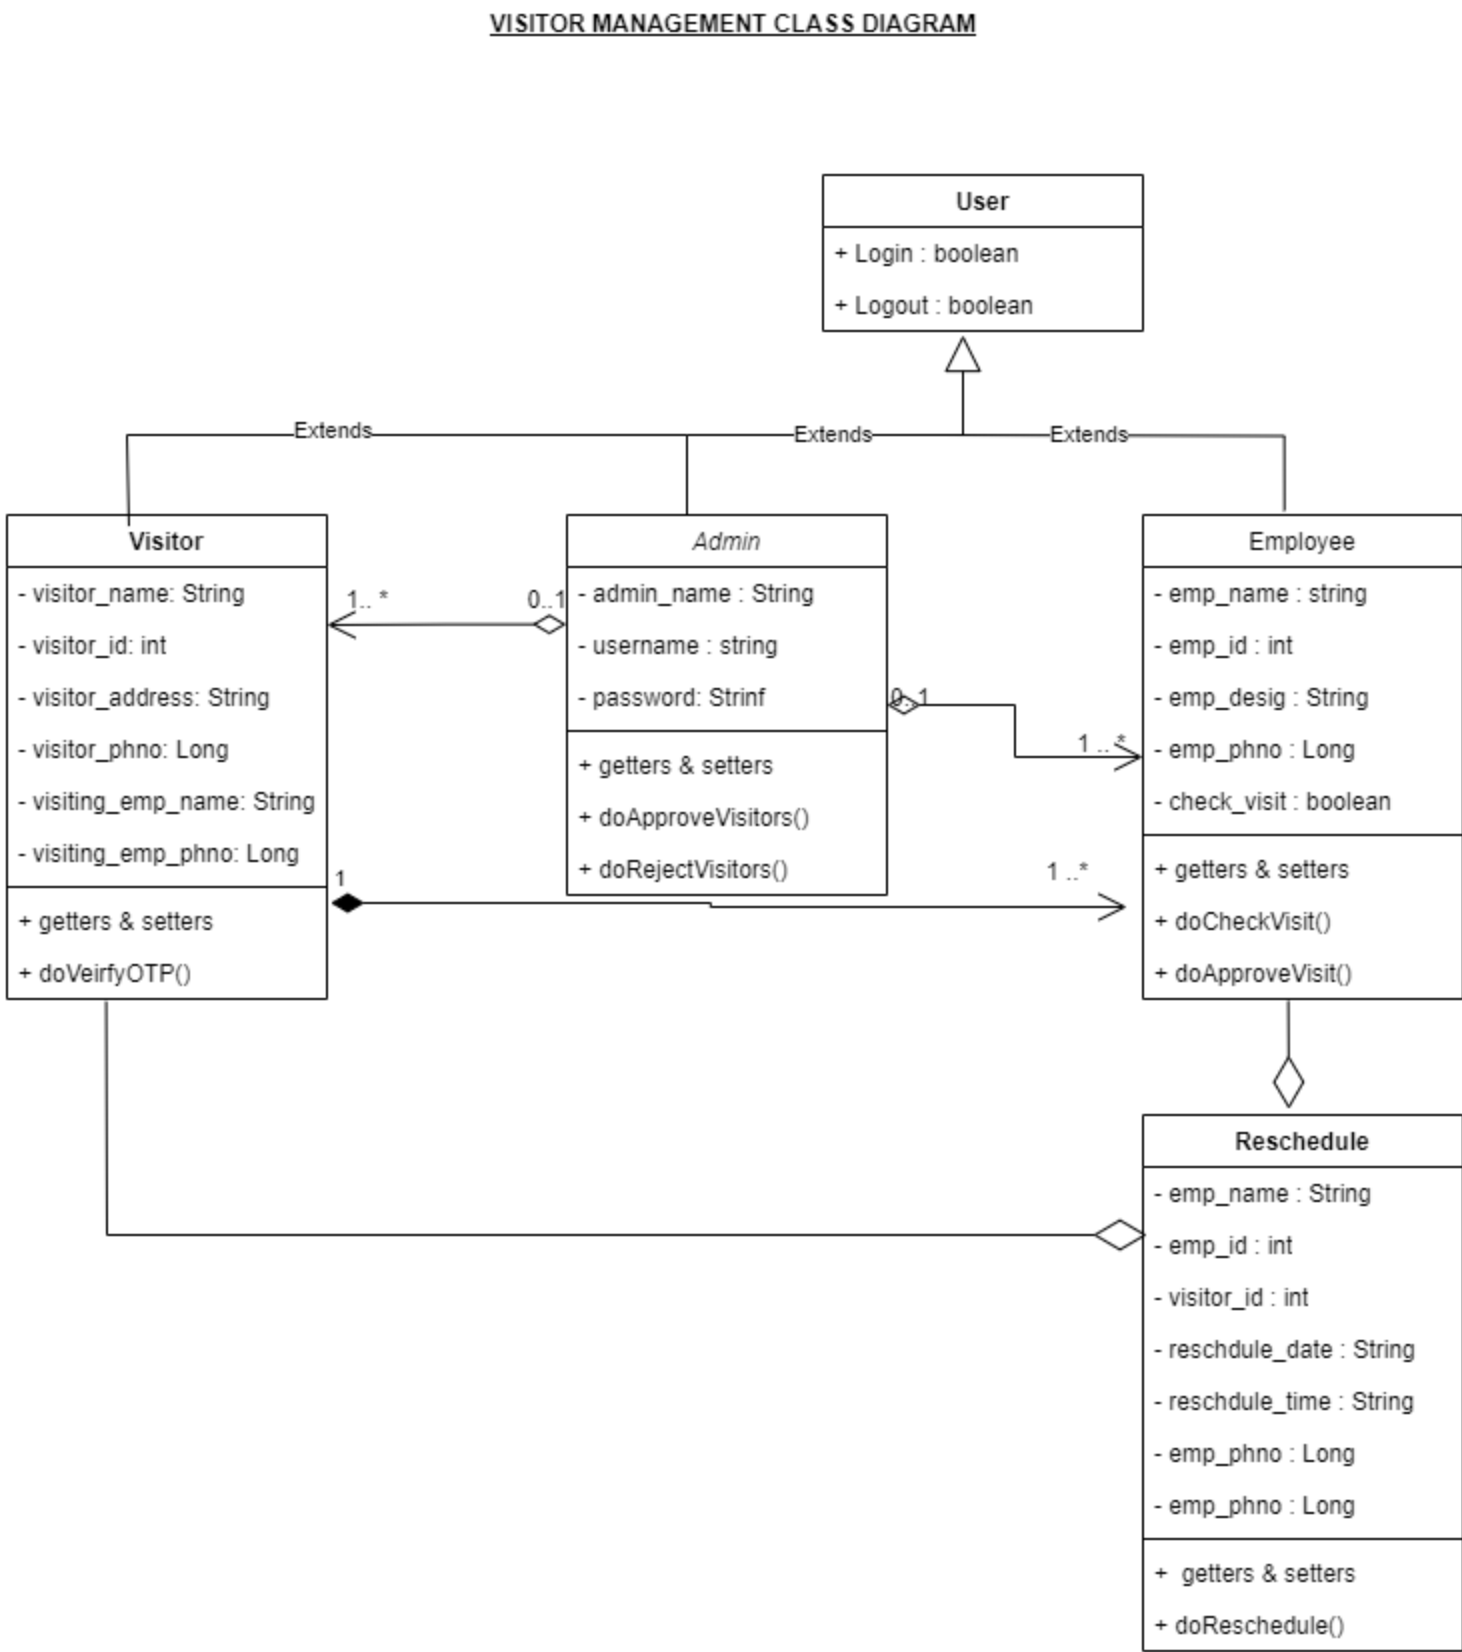 VISITOR MANAGEMENT CLASS DIAGRAM
User
+ Login : boolean
+ Logout : boolean
Extends
Extends
Extends
Visitor
- visitor_name: String
- visitor_id: int
- visitor_address: String
- visitor_phno: Long
- visiting_emp_name: String
- visiting_emp_phno: Long
+ getters & setters
+ doVeirfyOTP()
1.. *
0..1
Admin
- admin_name : String
- username : string
- password: Strinf
+ getters & setters
+ doApproveVisitors()
+ doRejectVisitors()
0..1
1 .. *
1
1 ..*
Employee
- emp_name : string
- emp_id : int
- emp_desig : String
- emp_phno : Long
- check_visit : boolean
+ getters & setters
+ doCheckVisit()
+ doApproveVisit()
Reschedule
- emp_name : String
- emp_id : int
- visitor_id : int
- reschdule_date : String
- reschdule_time : String
- emp_phno : Long
- emp_phno : Long
+ getters & setters
+ doReschedule()